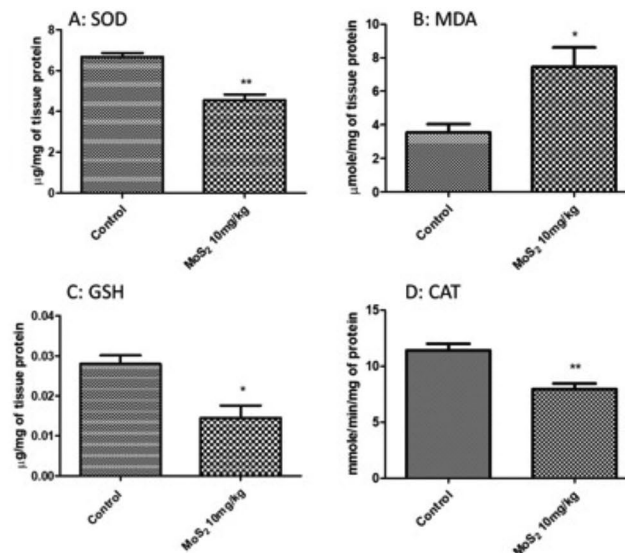 A: SOD
μg/mg of tissue protein
8
6
4
2
0
**
Control
MoS₂ 10mg/kg
B: MDA
μmole/mg of tissue protein
10
8
6
4
2
0
*
Control
MoS₂ 10mg/kg
C: GSH
μg/mg of tissue protein
0.04
0.03
0.02
0.01
0.00
*
Control
MoS₂ 10mg/kg
D: CAT
mmole/min/mg of protein
15
10
5
0
**
Control
MoS₂ 10mg/kg